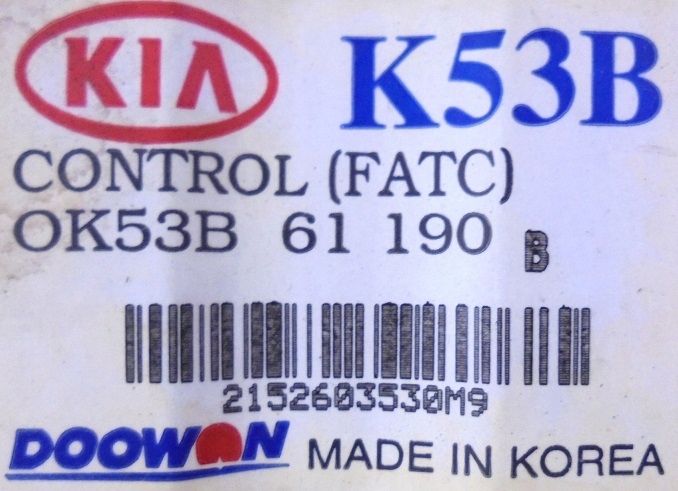 KIA K53B
CONTROL (FATC)
OK53B 61 190 B
2152603530M9
DOOWON MADE IN KOREA